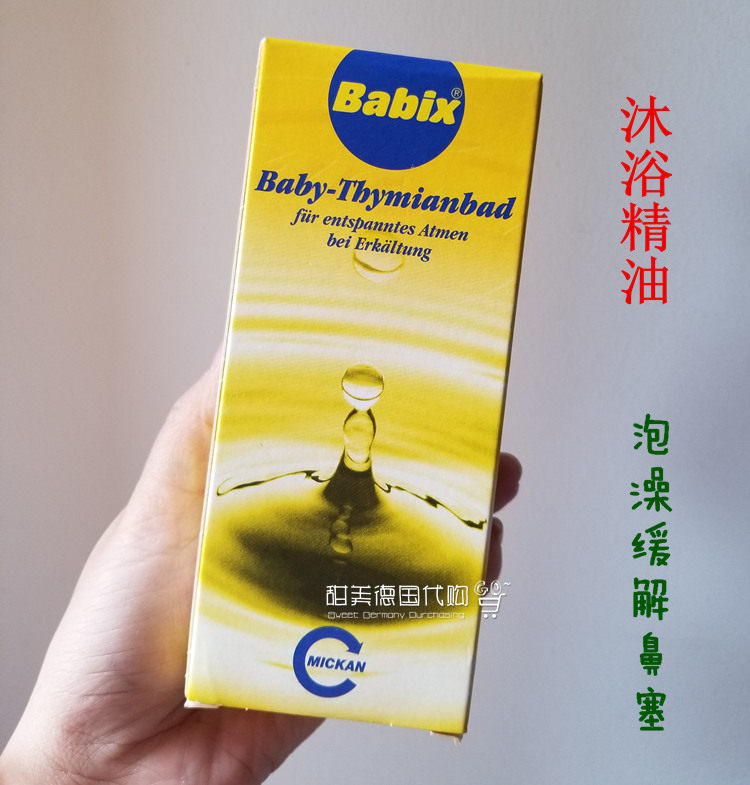 Babix®
Baby-Thymianbad
für entspanntes Atmen
bei Erkältung
甜美德国代购 GO~
Sweet Germany Purchasing
MICKAN
沐浴精油
泡澡缓解鼻塞